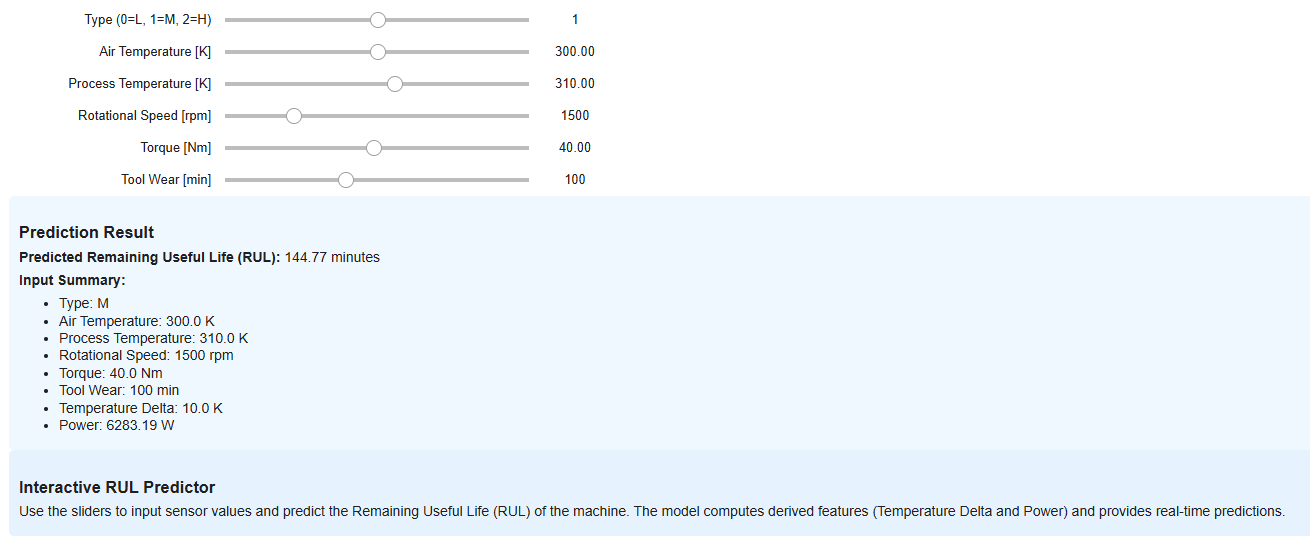 Type (0=L, 1=M, 2=H) 1
Air Temperature [K] 300.00
Process Temperature [K] 310.00
Rotational Speed [rpm] 1500
Torque [Nm] 40.00
Tool Wear [min] 100
Prediction Result
Predicted Remaining Useful Life (RUL): 144.77 minutes
Input Summary:
• Type: M
• Air Temperature: 300.0 K
• Process Temperature: 310.0 K
• Rotational Speed: 1500 rpm
• Torque: 40.0 Nm
• Tool Wear: 100 min
• Temperature Delta: 10.0 K
• Power: 6283.19 W
Interactive RUL Predictor
Use the sliders to input sensor values and predict the Remaining Useful Life (RUL) of the machine. The model computes derived features (Temperature Delta and Power) and provides real-time predictions.